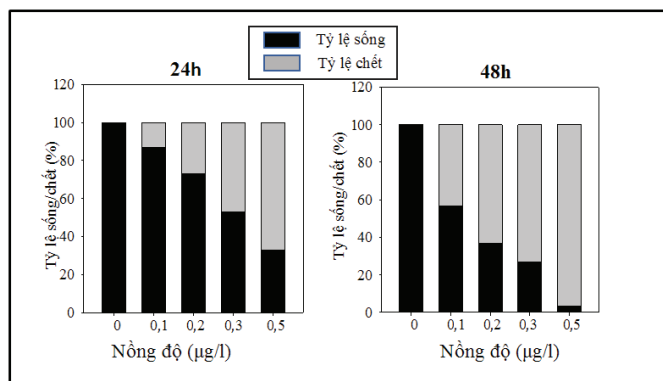 Tỷ lệ sống
Tỷ lệ chết
24h
Tỷ lệ sống/chết (%)
120
100
80
60
40
20
0
0 0,1 0,2 0,3 0,5
Nồng độ (µg/l)
48h
Tỷ lệ sống/chết (%)
120
100
80
60
40
20
0
0 0,1 0,2 0,3 0,5
Nồng độ (µg/l)